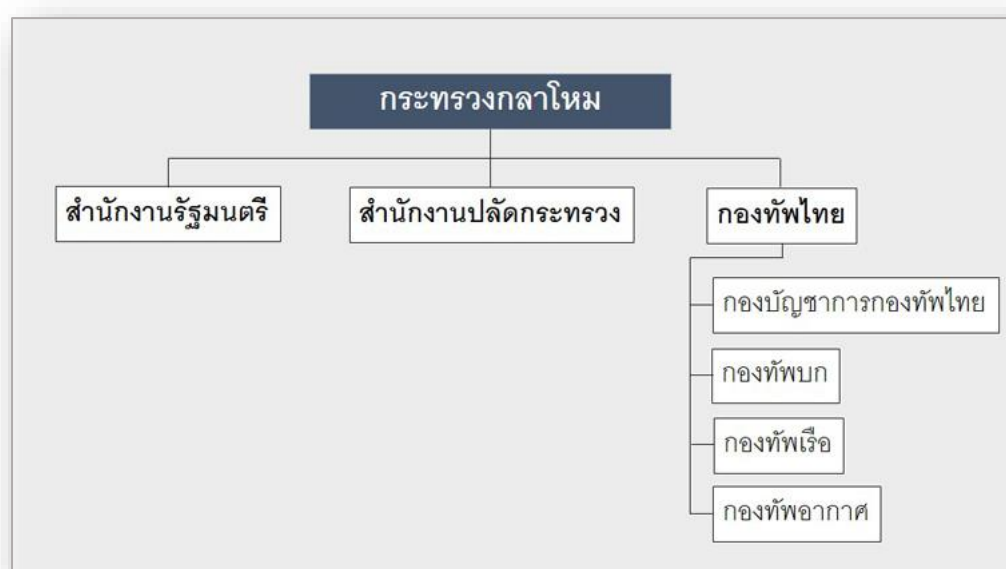 กระทรวงกลาโหม
สำนักงานรัฐมนตรี
สำนักงานปลัดกระทรวง
กองทัพไทย
กองบัญชาการกองทัพไทย
กองทัพบก
กองทัพเรือ
กองทัพอากาศ